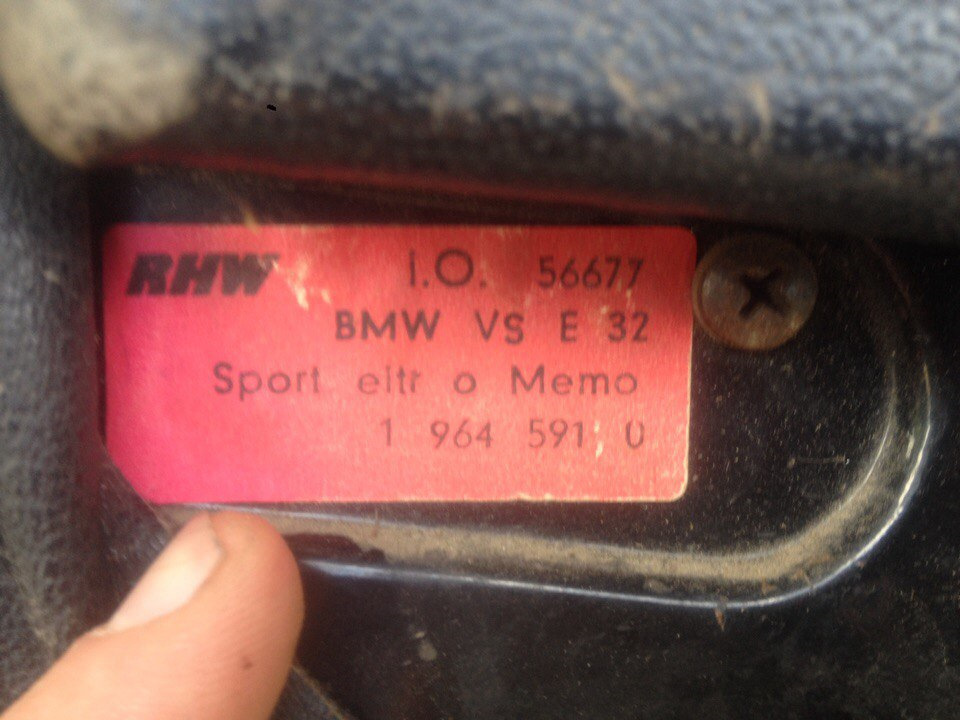 RHW i.O. 56677
BMW VS E 32
Sport eltr o Memo
1 964 591 0